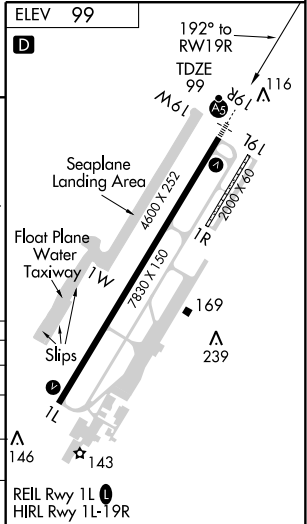 ELEV 99
D
192° to
RW19R
TDZE
99
A5
116
19W
19R
19L
V
Seaplane
Landing Area
4600 X 252
2000 X 60
1R
Float Plane
Water
Taxiway
1W
7830 X 150
169
Slips
239
V
1L
146
143
REIL Rwy 1L L
HIRL Rwy 1L-19R